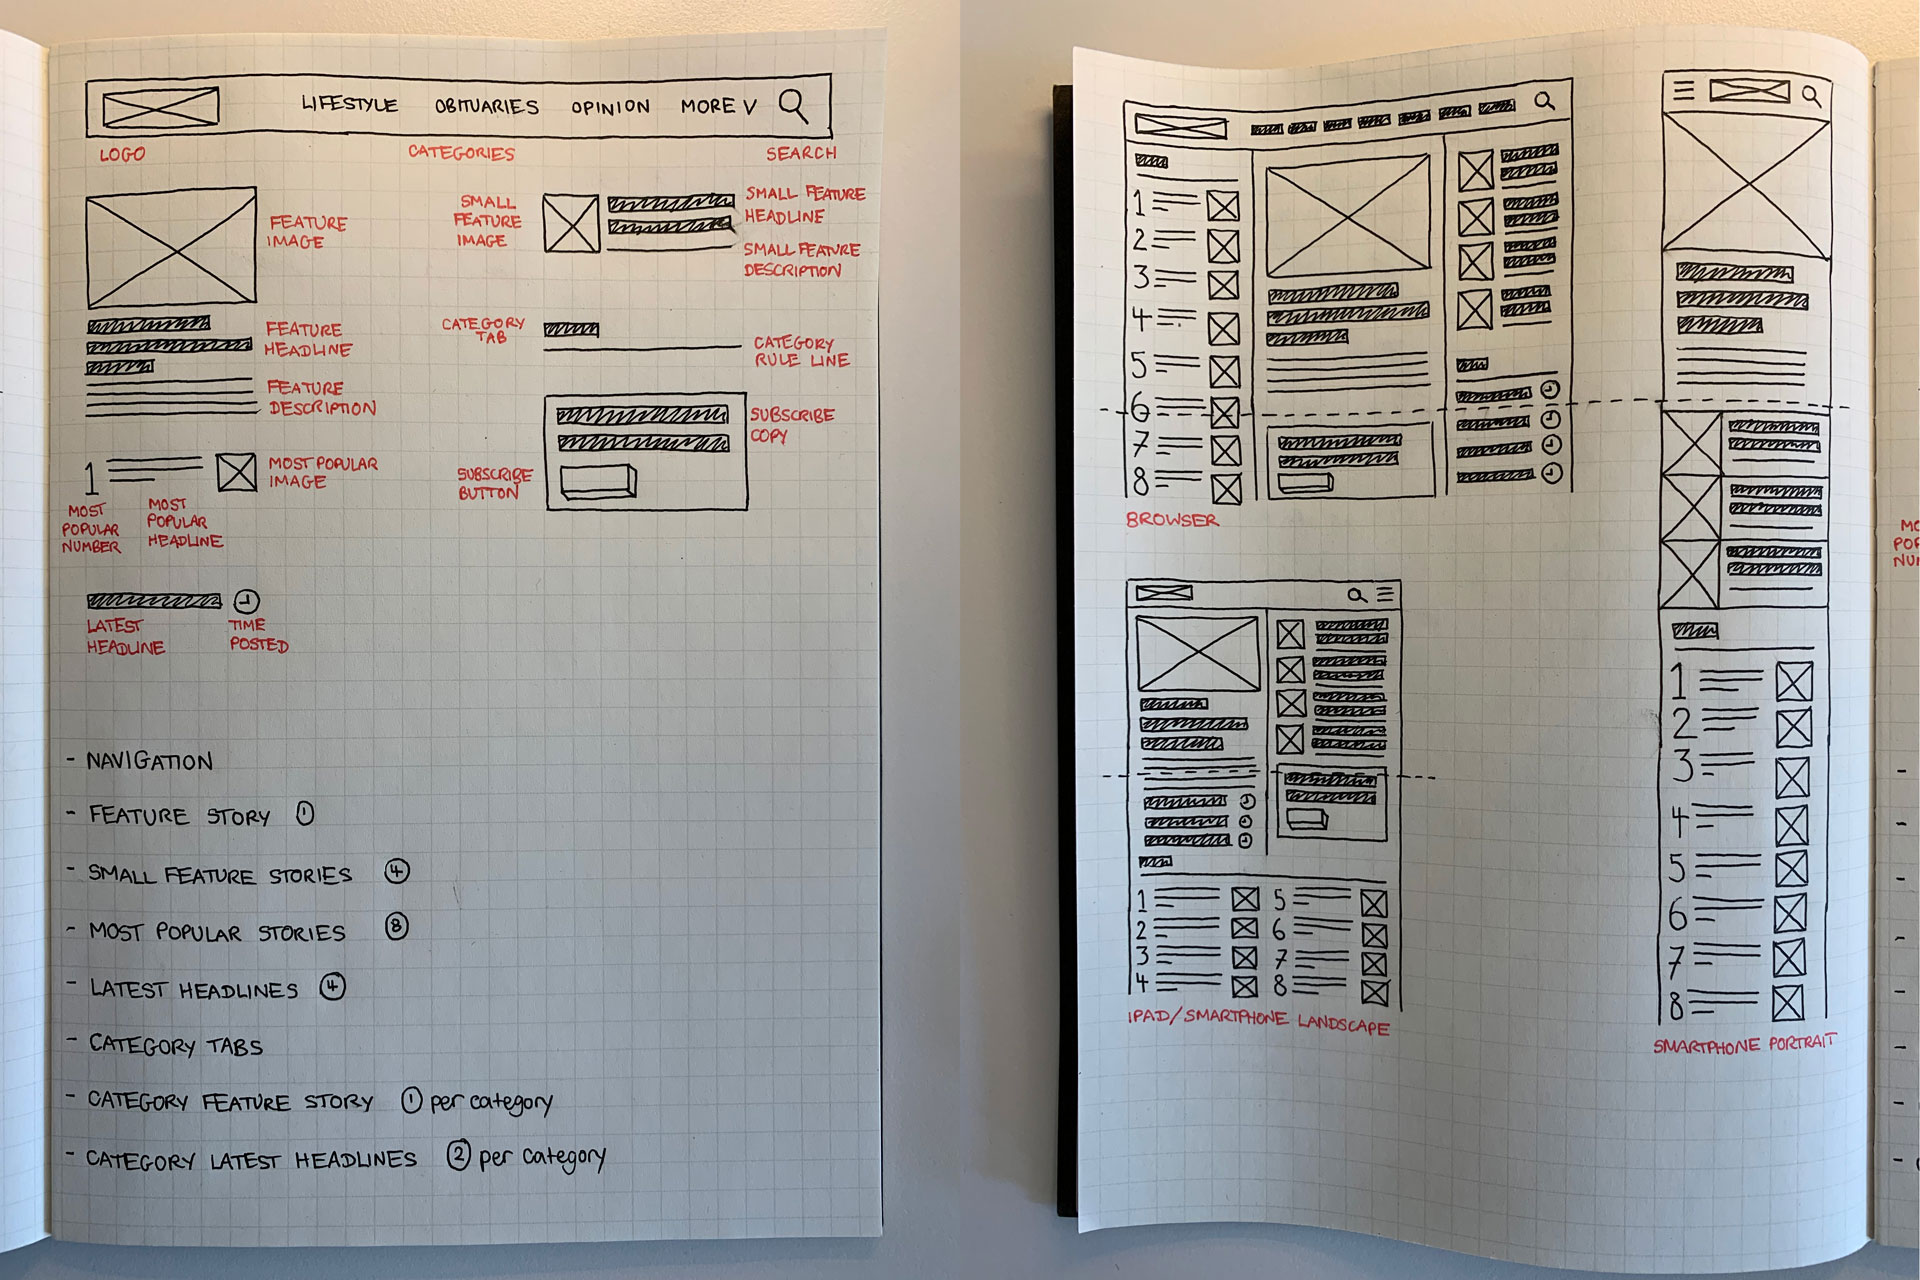 LIFESTYLE OBITUARIES OPINION MORE V
LOGO CATEGORIES SEARCH
FEATURE
IMAGE
SMALL
FEATURE
IMAGE
SMALL FEATURE
HEADLINE
SMALL FEATURE
DESCRIPTION
FEATURE
HEADLINE
CATEGORY
TAB
CATEGORY
RULE LINE
FEATURE
DESCRIPTION
SUBSCRIBE
COPY
1
MOST POPULAR
IMAGE
SUBSCRIBE
BUTTON
MOST
POPULAR
NUMBER
MOST
POPULAR
HEADLINE
LATEST
HEADLINE
TIME
POSTED
- NAVIGATION
- FEATURE STORY 1
- SMALL FEATURE STORIES 4
- MOST POPULAR STORIES 8
- LATEST HEADLINES 4
- CATEGORY TABS
- CATEGORY FEATURE STORY 1 per category
- CATEGORY LATEST HEADLINES 2 per category
1
2
3
4
5
6
7
8
BROWSER
1 5
2 6
3 7
4 8
IPAD/SMARTPHONE LANDSCAPE
1
2
3
4
5
6
7
8
SMARTPHONE PORTRAIT